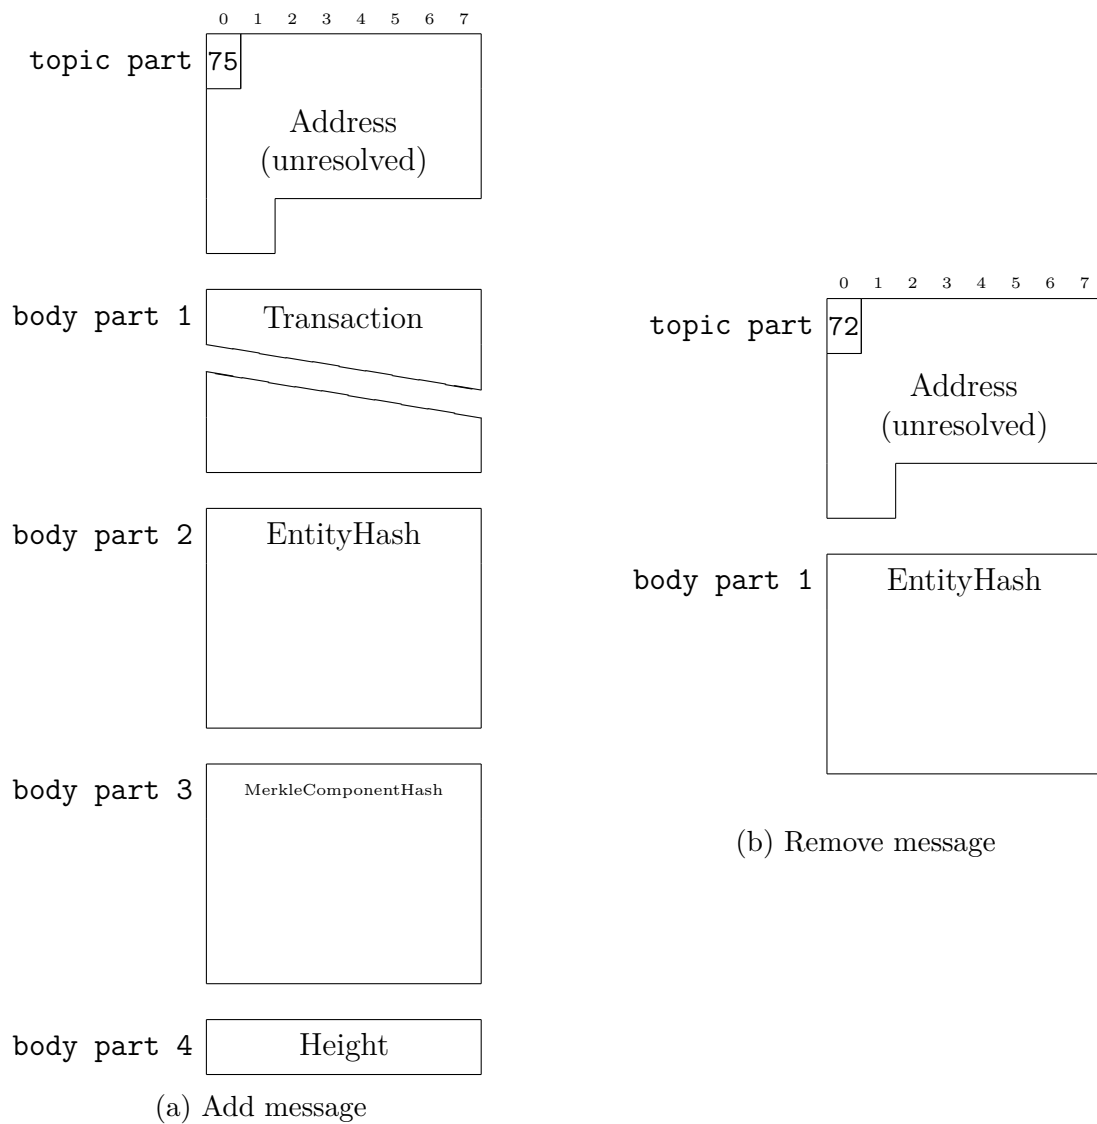 0 1 2 3 4 5 6 7
topic part 75
Address
(unresolved)
body part 1 Transaction
body part 2 EntityHash
body part 3 MerkleComponentHash
body part 4 Height
(a) Add message
0 1 2 3 4 5 6 7
topic part 72
Address
(unresolved)
body part 1 EntityHash
(b) Remove message